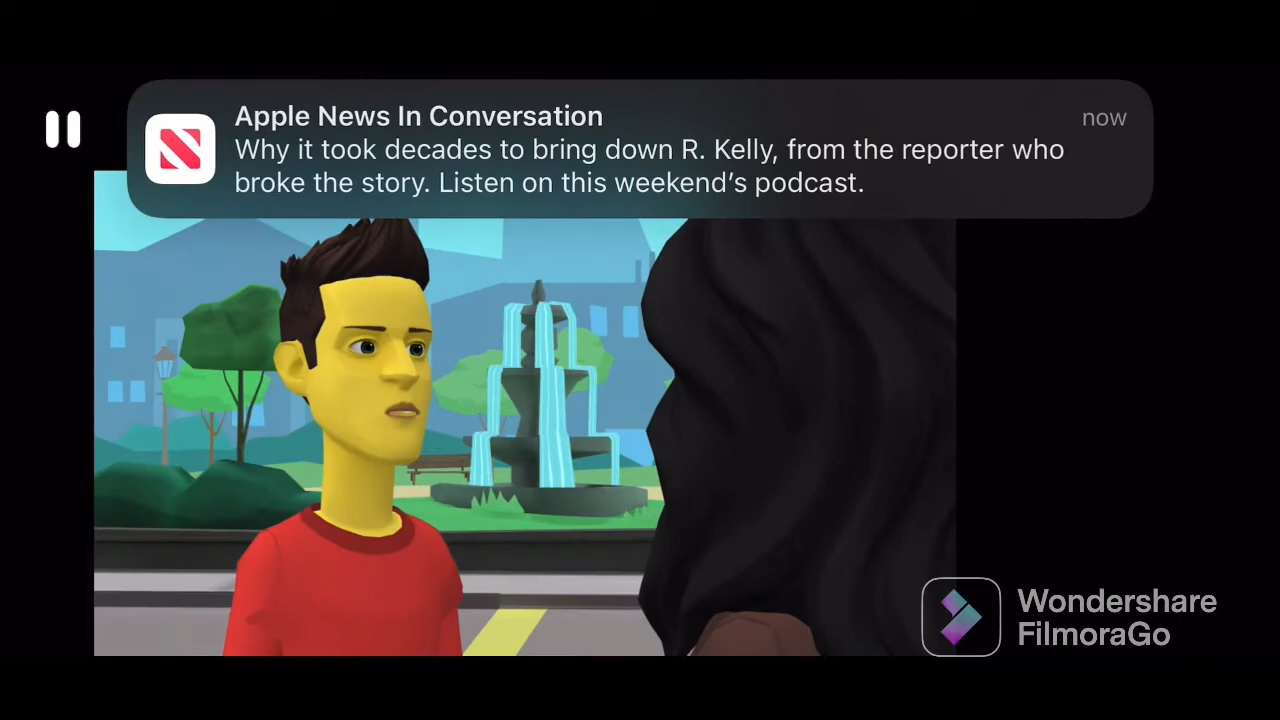 Apple News In Conversation
now
Why it took decades to bring down R. Kelly, from the reporter who
broke the story. Listen on this weekend’s podcast.
Wondershare
FilmoraGo